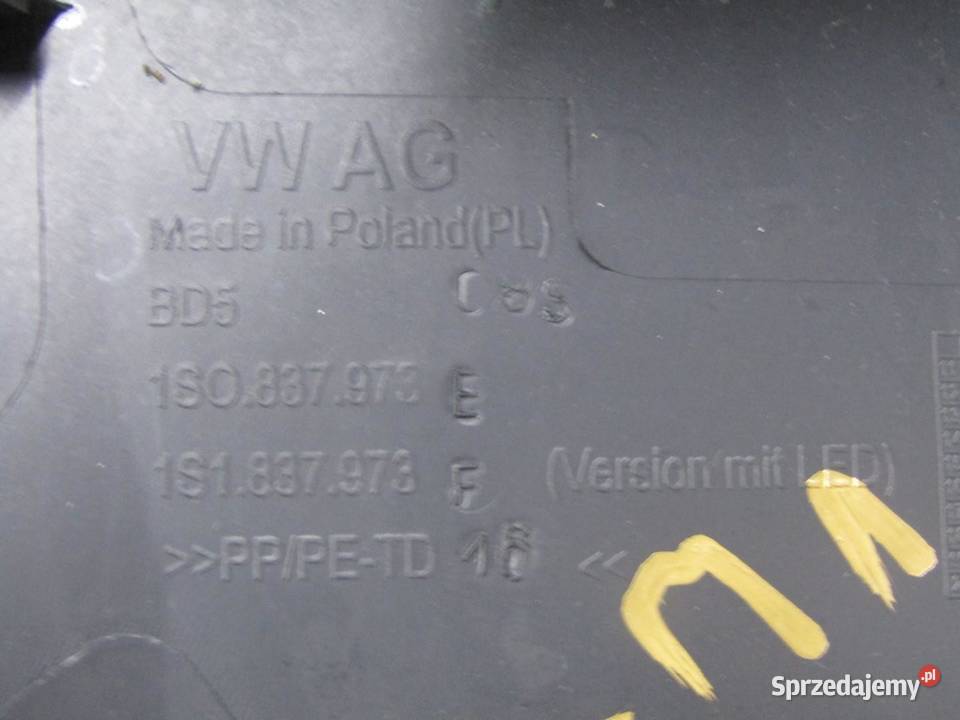 VW AG
Made in Poland(PL)
BD5
1SO.837.973 E
1S1.837.973 F (Version mit LED)
>>PP/PE-TD 16 <<
Sprzedajemy.pl